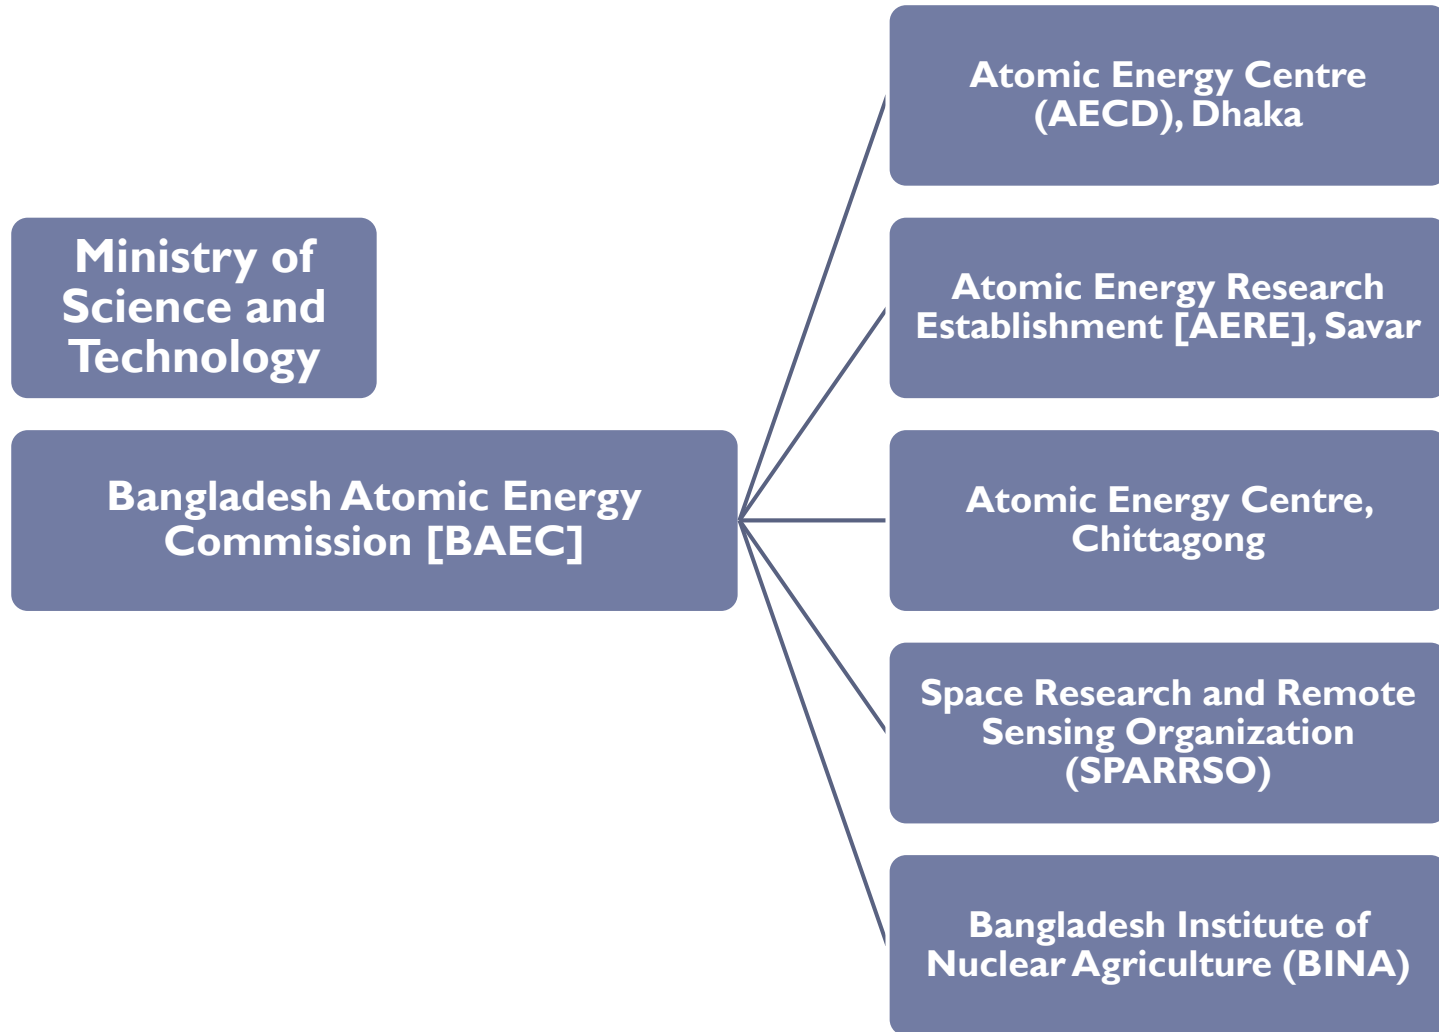 Ministry of
Science and
Technology
Bangladesh Atomic Energy
Commission [BAEC]
Atomic Energy Centre
(AECD), Dhaka
Atomic Energy Research
Establishment [AERE], Savar
Atomic Energy Centre,
Chittagong
Space Research and Remote
Sensing Organization
(SPARRSO)
Bangladesh Institute of
Nuclear Agriculture (BINA)